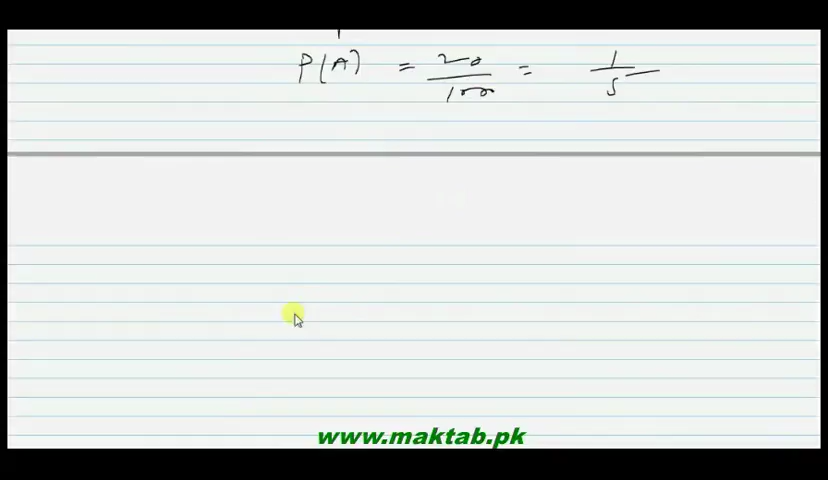 P(A) = 20/100 = 1/5
www.maktab.pk